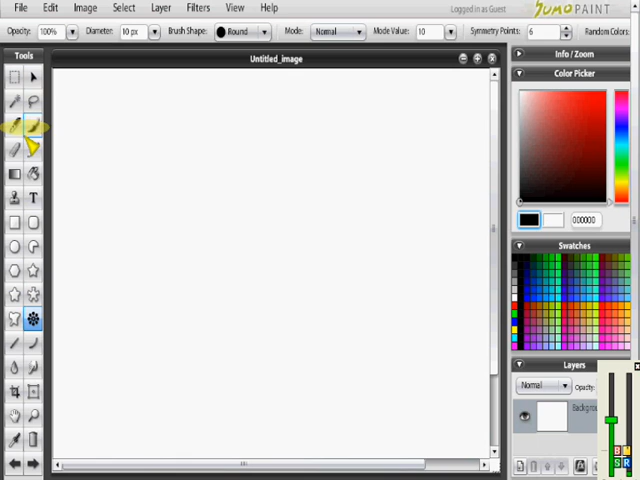 File Edit Image Select Layer Filters View Help Logged in as Guest SUMO PAINT
Opacity: 100% Diameter: 10 px Brush Shape: Round Mode: Normal Mode Value: 10 Symmetry Points: 6 Random Colors:
Tools
Untitled_image
Info / Zoom
Color Picker
T
000000
Swatches
Layers
Normal Opacity:
Backgrou
B
S R